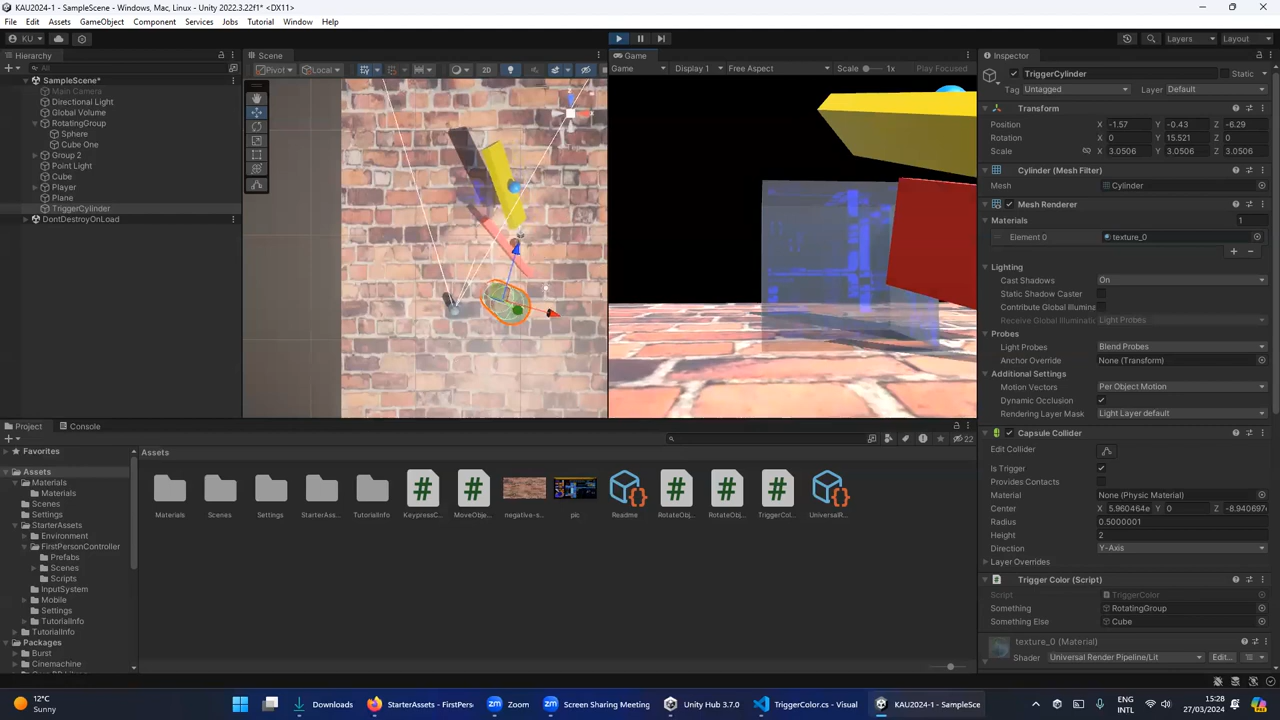 KAU2024-1 - SampleScene - Windows, Mac, Linux - Unity 2022.3.22f1* <DX11>
File Edit Assets GameObject Component Services Jobs Tutorial Window Help
KU
Layers Layout
Hierarchy
All
SampleScene*
Main Camera
Directional Light
Global Volume
RotatingGroup
Sphere
Cube One
Group 2
Point Light
Cube
Player
Plane
TriggerCylinder
DontDestroyOnLoad
Scene
Pivot Local 2D
Game
Game Display 1 Free Aspect Scale 1x Play Focused
Inspector
TriggerCylinder Static
Tag Untagged Layer Default
Transform
Position X -1.57 Y -0.43 Z -6.29
Rotation X 0 Y 15.521 Z 0
Scale X 3.0506 Y 3.0506 Z 3.0506
Cylinder (Mesh Filter)
Mesh Cylinder
Mesh Renderer
Materials 1
Element 0 texture_0
Lighting
Cast Shadows On
Static Shadow Caster
Contribute Global Illumina
Receive Global Illuminatic Light Probes
Probes
Light Probes Blend Probes
Anchor Override None (Transform)
Additional Settings
Motion Vectors Per Object Motion
Dynamic Occlusion
Rendering Layer Mask Light Layer default
Capsule Collider
Edit Collider
Is Trigger
Provides Contacts
Material None (Physic Material)
Center X 5.960464e Y 0 Z -8.940697
Radius 0.5000001
Height 2
Direction Y-Axis
Layer Overrides
Trigger Color (Script)
Script TriggerColor
Something RotatingGroup
Something Else Cube
texture_0 (Material)
Shader Universal Render Pipeline/Lit Edit...
Project Console
22
Favorites
Assets
Materials
Materials
Scenes
Settings
StarterAssets
Environment
FirstPersonController
Prefabs
Scenes
Scripts
InputSystem
Mobile
Settings
TutorialInfo
TutorialInfo
Packages
Burst
Cinemachine
Assets
Materials Scenes Settings StarterAss... TutorialInfo KeypressC... MoveObje... negative-s... pic Readme RotateObj... RotateObj... TriggerCol... UniversalR...
12°C
Sunny
Downloads StarterAssets - FirstPers Zoom Screen Sharing Meeting Unity Hub 3.7.0 TriggerColor.cs - Visual KAU2024-1 - SampleSce
ENG
INTL
15:28
27/03/2024